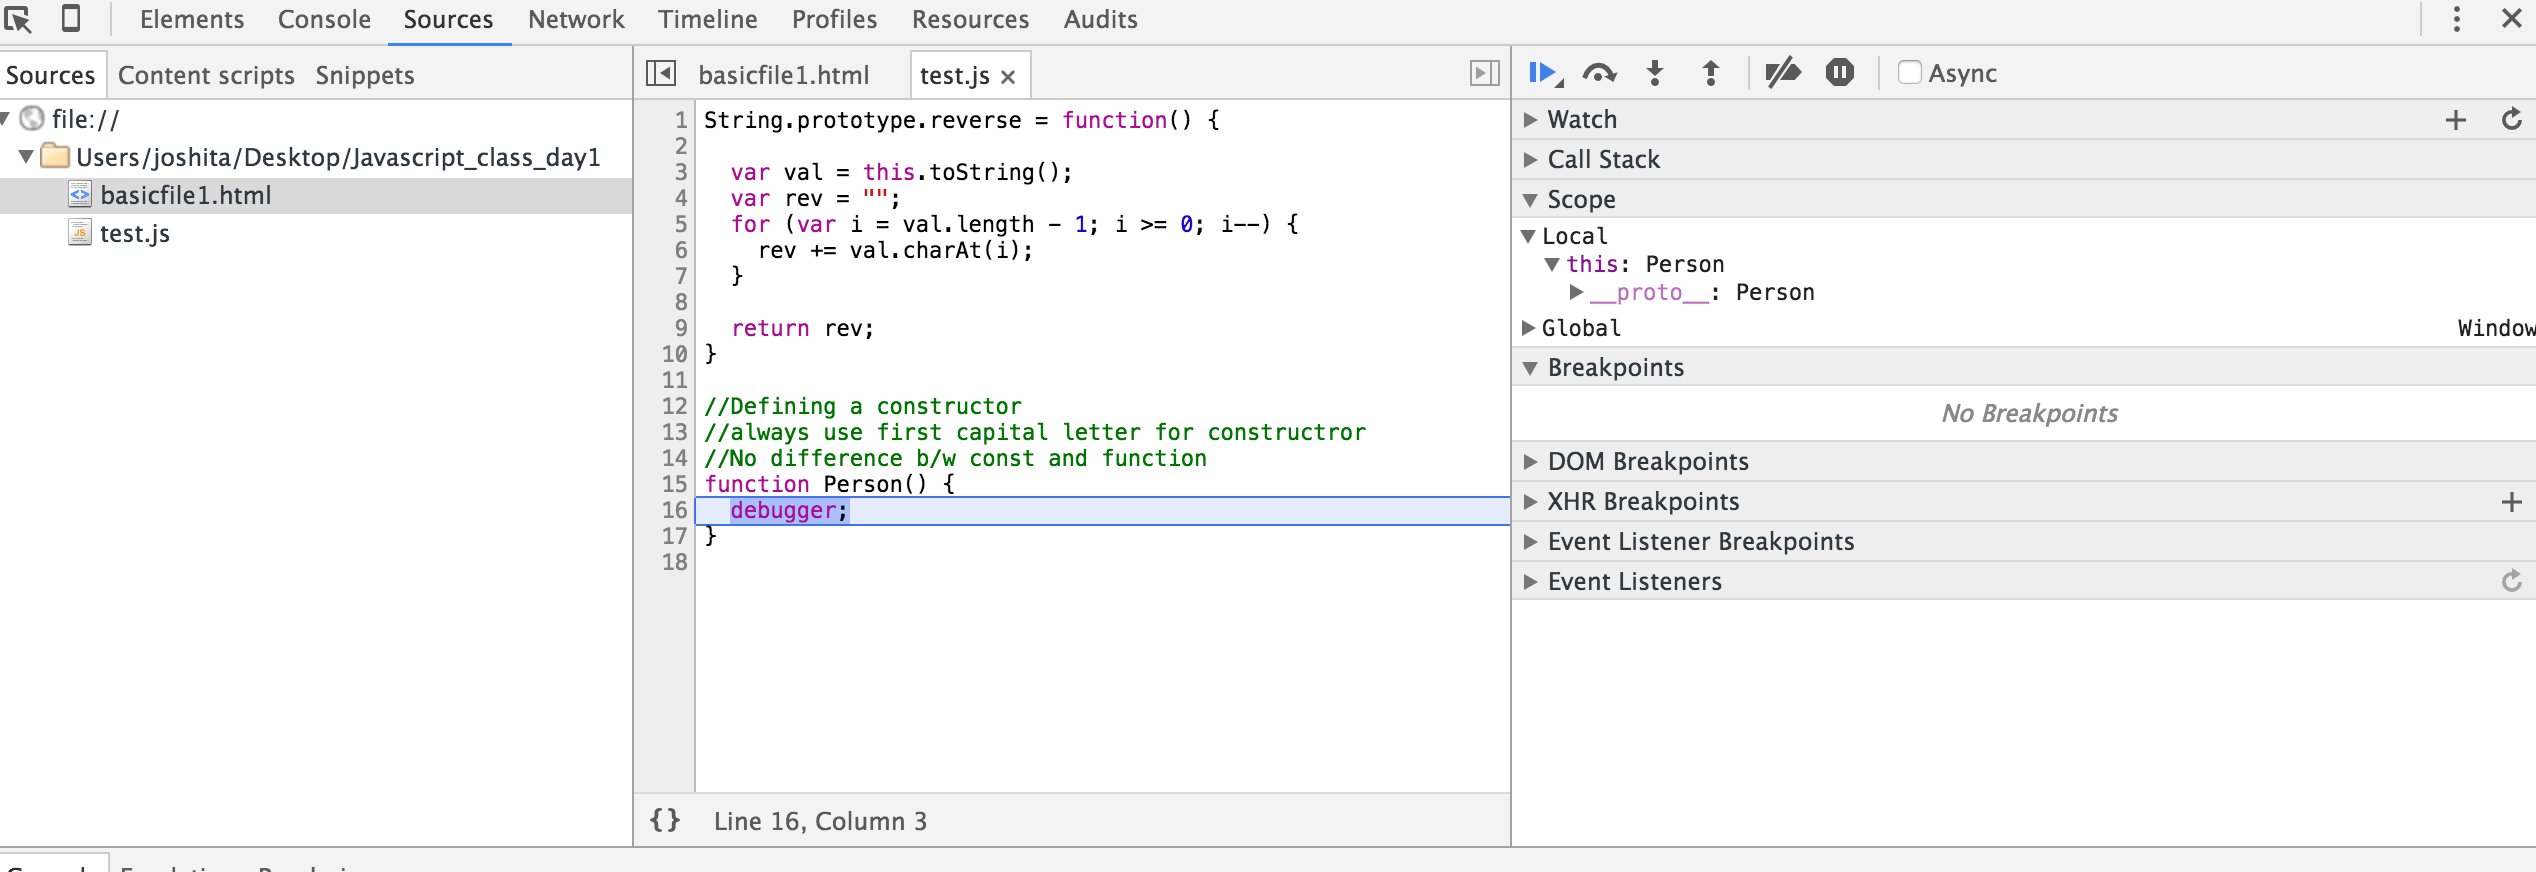 Elements Console Sources Network Timeline Profiles Resources Audits
Sources Content scripts Snippets
file://
Users/joshita/Desktop/Javascript_class_day1
basicfile1.html
test.js
basicfile1.html test.js
1 String.prototype.reverse = function() {
2
3   var val = this.toString();
4   var rev = "";
5   for (var i = val.length - 1; i >= 0; i--) {
6     rev += val.charAt(i);
7   }
8
9   return rev;
10 }
11
12 //Defining a constructor
13 //always use first capital letter for constructror
14 //No difference b/w const and function
15 function Person() {
16   debugger;
17 }
18
{} Line 16, Column 3
Async
Watch
Call Stack
Scope
Local
this: Person
__proto__: Person
Global Window
Breakpoints
No Breakpoints
DOM Breakpoints
XHR Breakpoints
Event Listener Breakpoints
Event Listeners